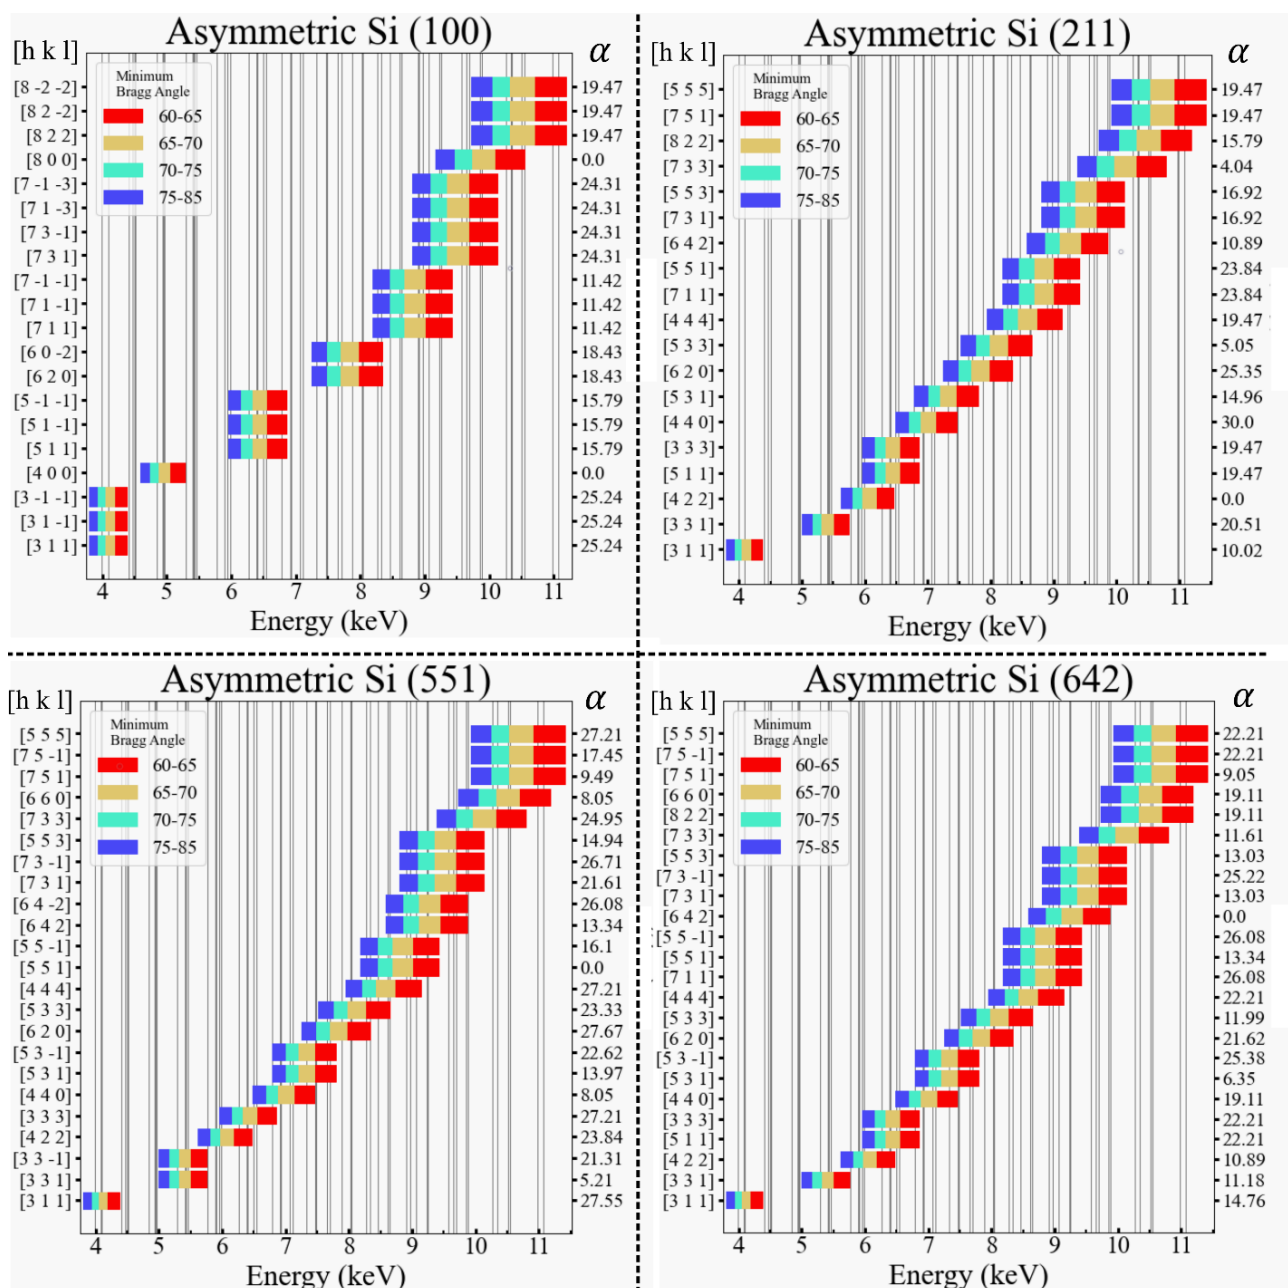 Asymmetric Si (100)
[h k l] α
Minimum
Bragg Angle
60-65
65-70
70-75
75-85
[8 -2 -2] 19.47
[8 2 -2] 19.47
[8 2 2] 19.47
[8 0 0] 0.0
[7 -1 -3] 24.31
[7 1 -3] 24.31
[7 3 -1] 24.31
[7 3 1] 24.31
[7 -1 -1] 11.42
[7 1 -1] 11.42
[7 1 1] 11.42
[6 0 -2] 18.43
[6 2 0] 18.43
[5 -1 -1] 15.79
[5 1 -1] 15.79
[5 1 1] 15.79
[4 0 0] 0.0
[3 -1 -1] 25.24
[3 1 -1] 25.24
[3 1 1] 25.24
4 5 6 7 8 9 10 11
Energy (keV)
Asymmetric Si (211)
[h k l] α
Minimum
Bragg Angle
60-65
65-70
70-75
75-85
[5 5 5] 19.47
[7 5 1] 19.47
[8 2 2] 15.79
[7 3 3] 4.04
[5 5 3] 16.92
[7 3 1] 16.92
[6 4 2] 10.89
[5 5 1] 23.84
[7 1 1] 23.84
[4 4 4] 19.47
[5 3 3] 5.05
[6 2 0] 25.35
[5 3 1] 14.96
[4 4 0] 30.0
[3 3 3] 19.47
[5 1 1] 19.47
[4 2 2] 0.0
[3 3 1] 20.51
[3 1 1] 10.02
4 5 6 7 8 9 10 11
Energy (keV)
Asymmetric Si (551)
[h k l] α
Minimum
Bragg Angle
60-65
65-70
70-75
75-85
[5 5 5] 27.21
[7 5 -1] 17.45
[7 5 1] 9.49
[6 6 0] 8.05
[7 3 3] 24.95
[5 5 3] 14.94
[7 3 -1] 26.71
[7 3 1] 21.61
[6 4 -2] 26.08
[6 4 2] 13.34
[5 5 -1] 16.1
[5 5 1] 0.0
[4 4 4] 27.21
[5 3 3] 23.33
[6 2 0] 27.67
[5 3 -1] 22.62
[5 3 1] 13.97
[4 4 0] 8.05
[3 3 3] 27.21
[4 2 2] 23.84
[3 3 -1] 21.31
[3 3 1] 5.21
[3 1 1] 27.55
4 5 6 7 8 9 10 11
Energy (keV)
Asymmetric Si (642)
[h k l] α
Minimum
Bragg Angle
60-65
65-70
70-75
75-85
[5 5 5] 22.21
[7 5 -1] 22.21
[7 5 1] 9.05
[6 6 0] 19.11
[8 2 2] 19.11
[7 3 3] 11.61
[5 5 3] 13.03
[7 3 -1] 25.22
[7 3 1] 13.03
[6 4 2] 0.0
[5 5 -1] 26.08
[5 5 1] 13.34
[7 1 1] 26.08
[4 4 4] 22.21
[5 3 3] 11.99
[6 2 0] 21.62
[5 3 -1] 25.38
[5 3 1] 6.35
[4 4 0] 19.11
[3 3 3] 22.21
[5 1 1] 22.21
[4 2 2] 10.89
[3 3 1] 11.18
[3 1 1] 14.76
4 5 6 7 8 9 10 11
Energy (keV)